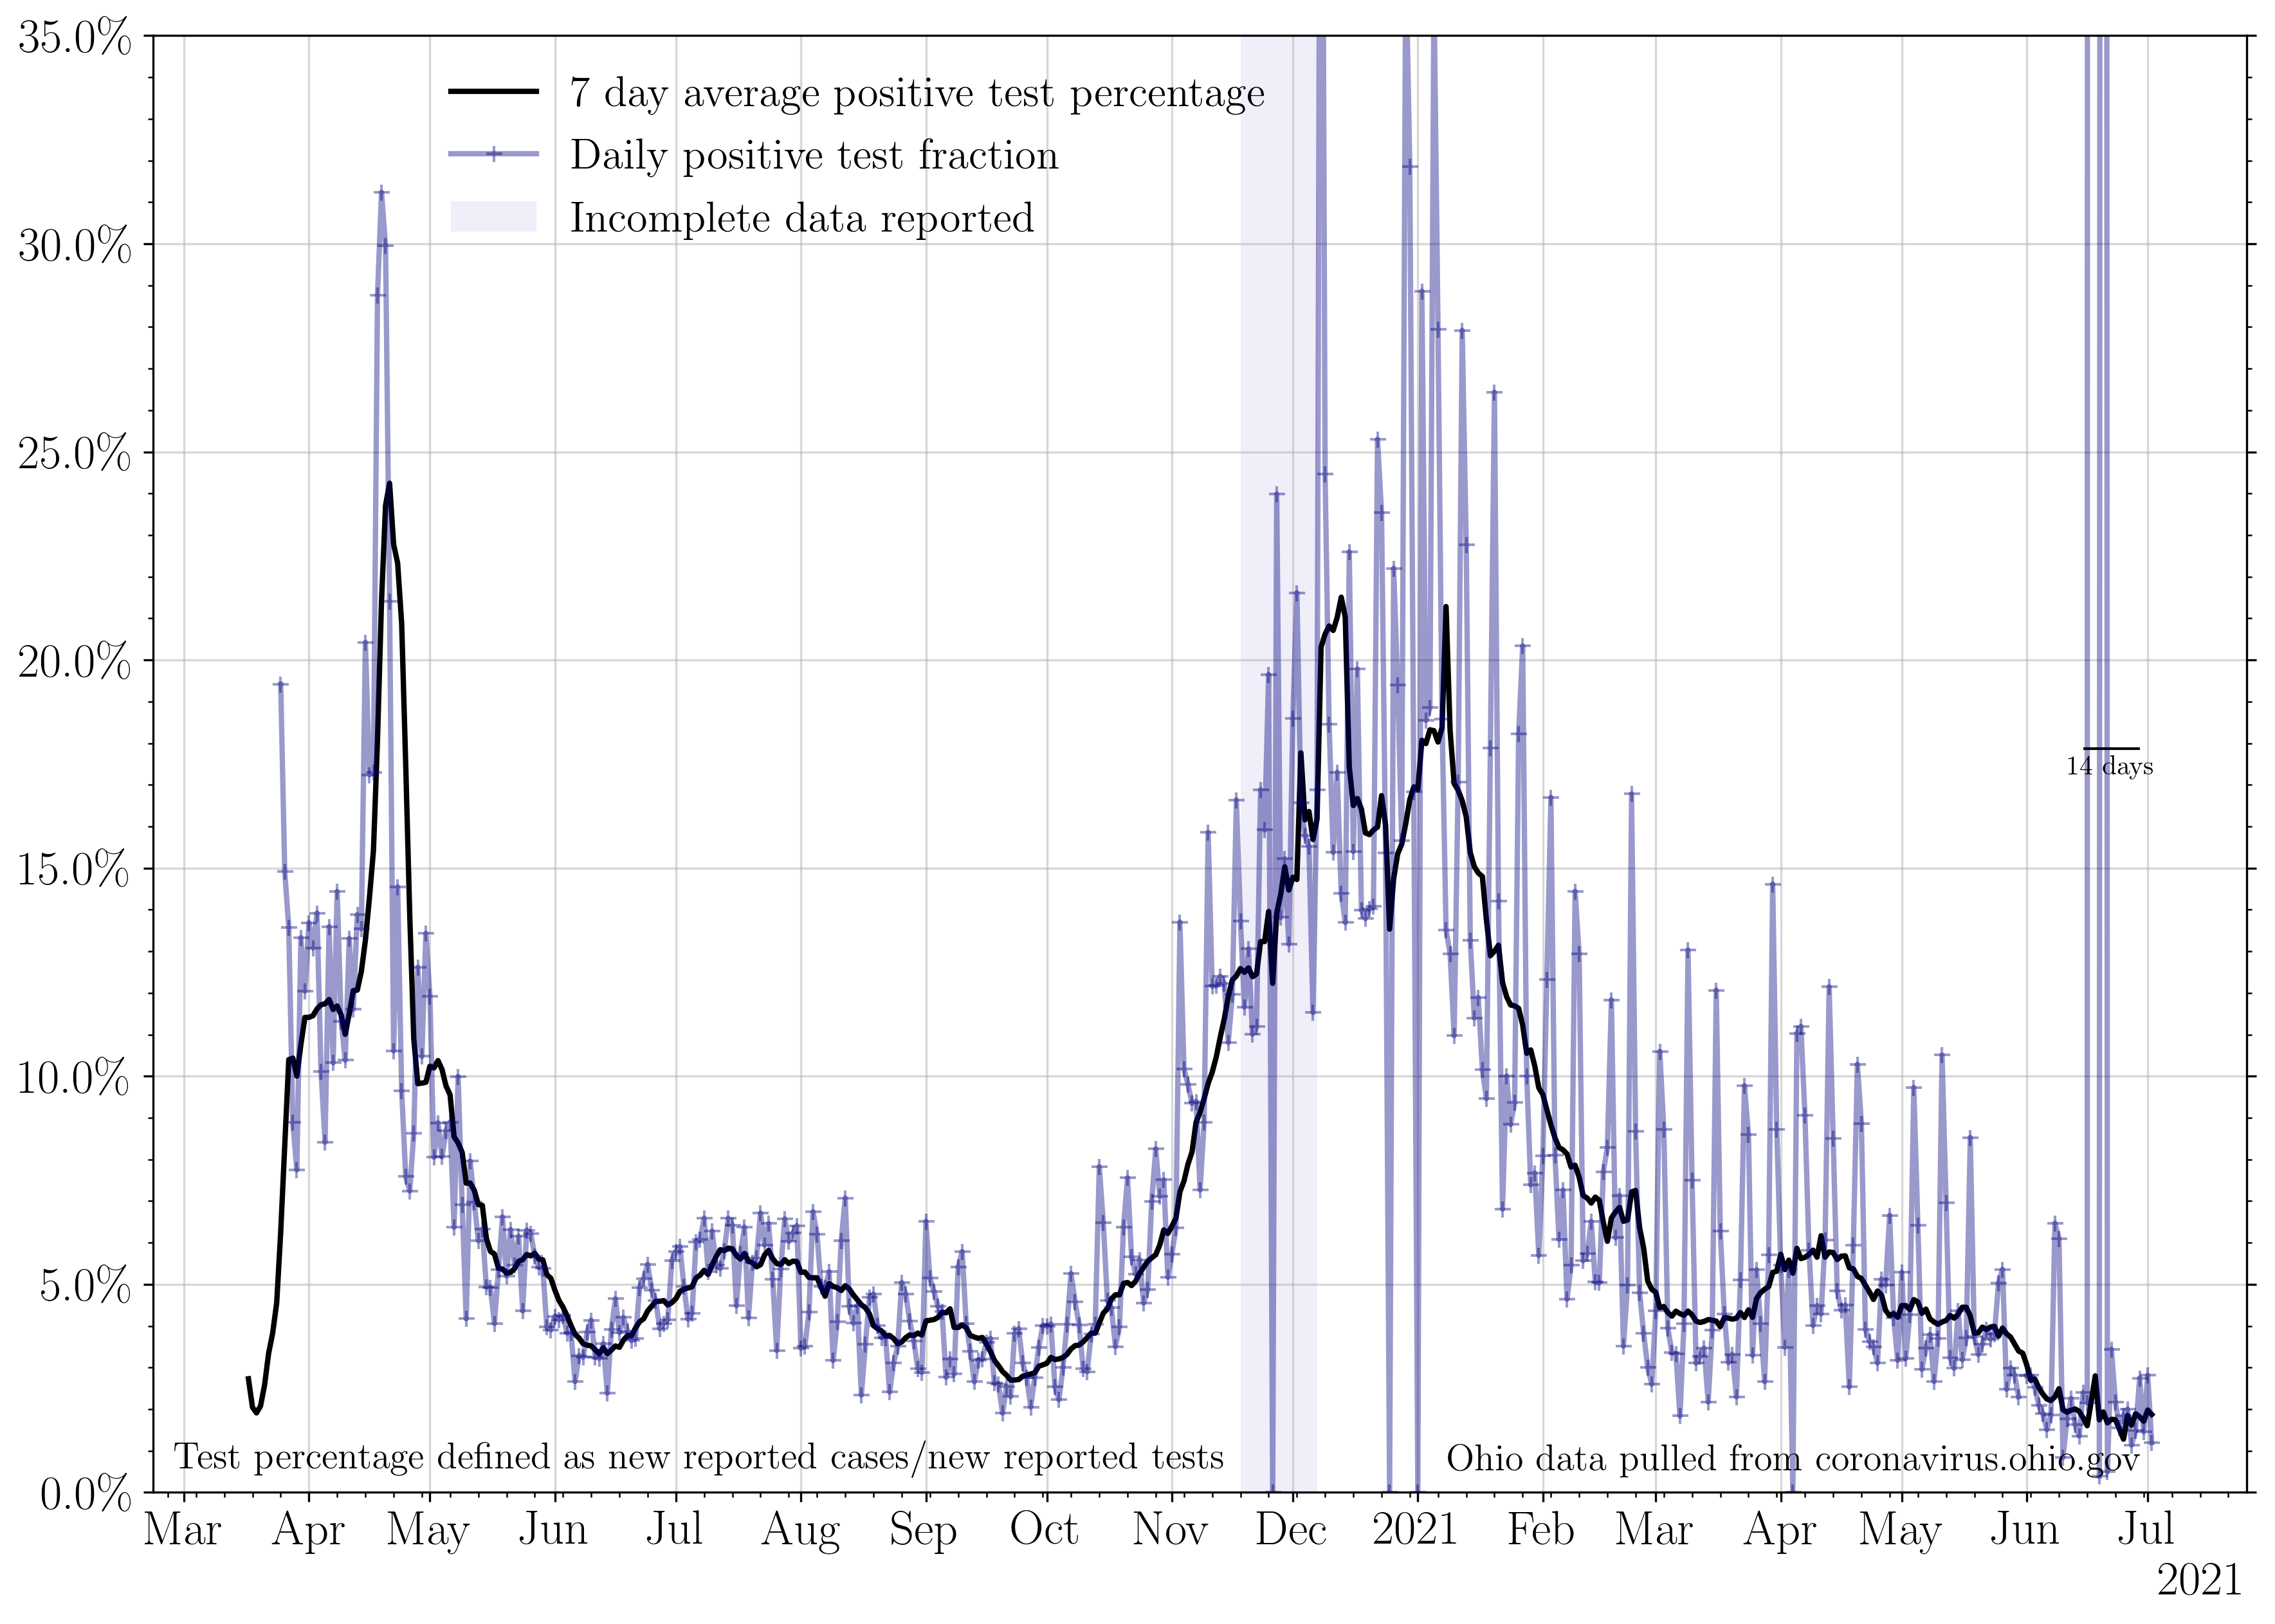 35.0%
30.0%
25.0%
20.0%
15.0%
10.0%
5.0%
0.0%
7 day average positive test percentage
Daily positive test fraction
Incomplete data reported
14 days
Test percentage defined as new reported cases/new reported tests
Ohio data pulled from coronavirus.ohio.gov
Mar Apr May Jun Jul Aug Sep Oct Nov Dec 2021 Feb Mar Apr May Jun Jul
2021